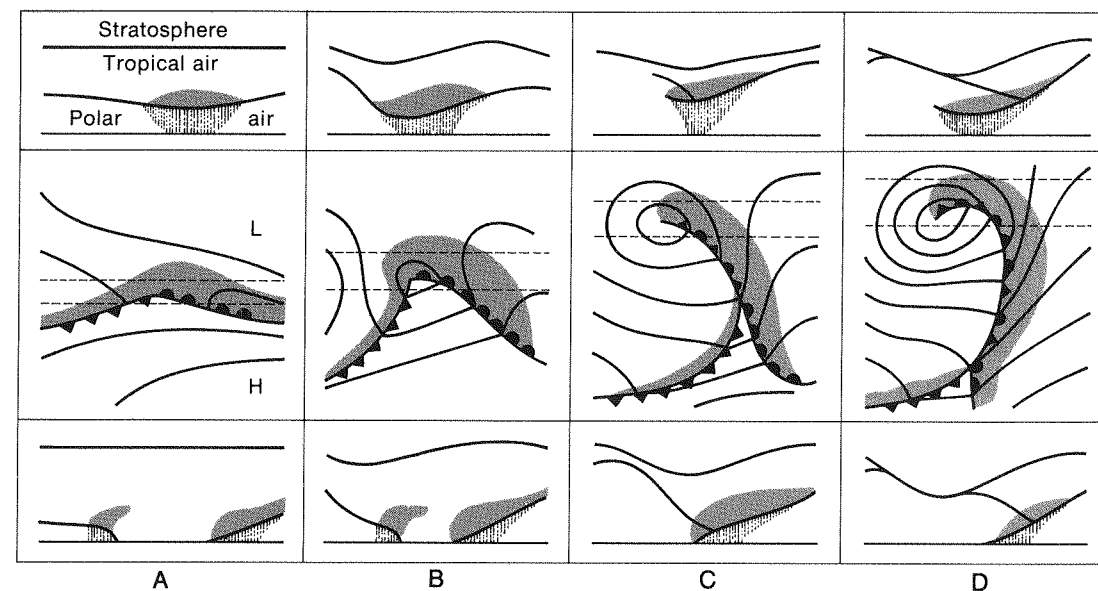 Stratosphere
Tropical air
Polar air
L
H
A B C D